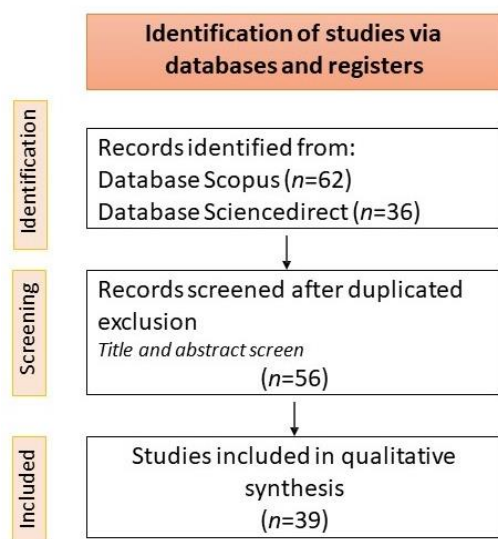 Identification of studies via
databases and registers
Identification
Records identified from:
Database Scopus (n=62)
Database Sciencedirect (n=36)
Screening
Records screened after duplicated
exclusion
Title and abstract screen
(n=56)
Included
Studies included in qualitative
synthesis
(n=39)